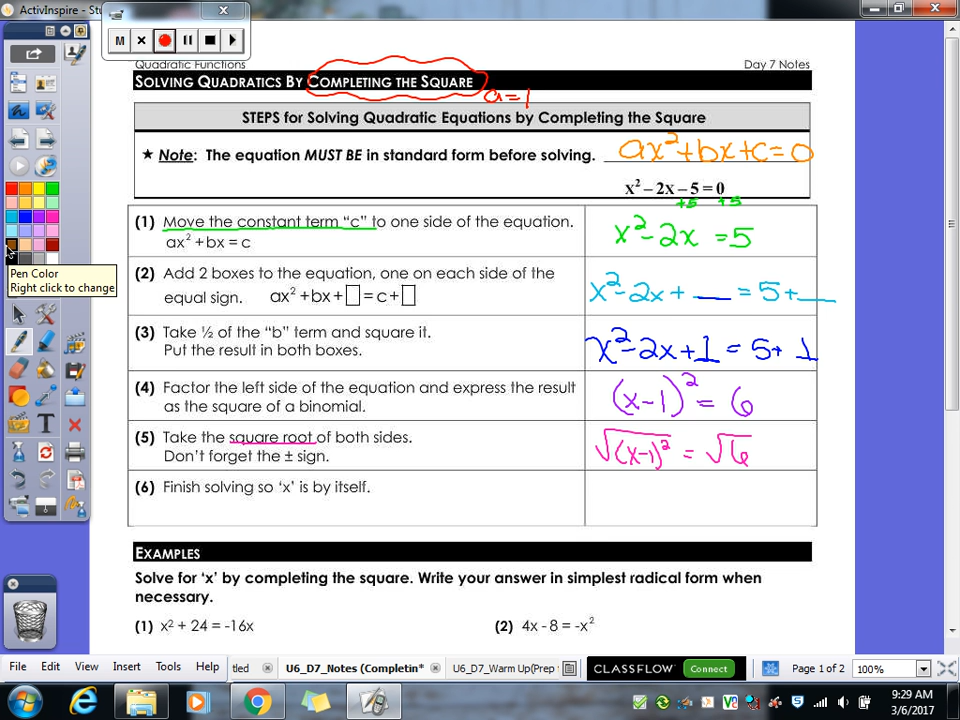 ActivInspire - Stu
M
Quadratic Functions
Day 7 Notes
SOLVING QUADRATICS BY COMPLETING THE SQUARE
a=1
STEPS for Solving Quadratic Equations by Completing the Square
★ Note: The equation MUST BE in standard form before solving. ax²+bx+c=0
x² – 2x – 5 = 0
+5 +5
(1) Move the constant term “c” to one side of the equation.
ax² + bx = c
x²-2x =5
(2) Add 2 boxes to the equation, one on each side of the
equal sign. ax² + bx + □ = c + □
x²-2x + __ = 5+__
(3) Take ½ of the “b” term and square it.
Put the result in both boxes.
x²-2x+1 = 5+ 1
(4) Factor the left side of the equation and express the result
as the square of a binomial.
(x-1)² = 6
(5) Take the square root of both sides.
Don’t forget the ± sign.
√(x-1)² = √6
(6) Finish solving so ‘x’ is by itself.
Pen Color
Right click to change
EXAMPLES
Solve for ‘x’ by completing the square. Write your answer in simplest radical form when
necessary.
(1) x² + 24 = -16x
(2) 4x - 8 = -x²
File Edit View Insert Tools Help
tled
U6_D7_Notes (Completin*
U6_D7_Warm Up(Prep
CLASSFLOW Connect
Page 1 of 2
100%
9:29 AM
3/6/2017